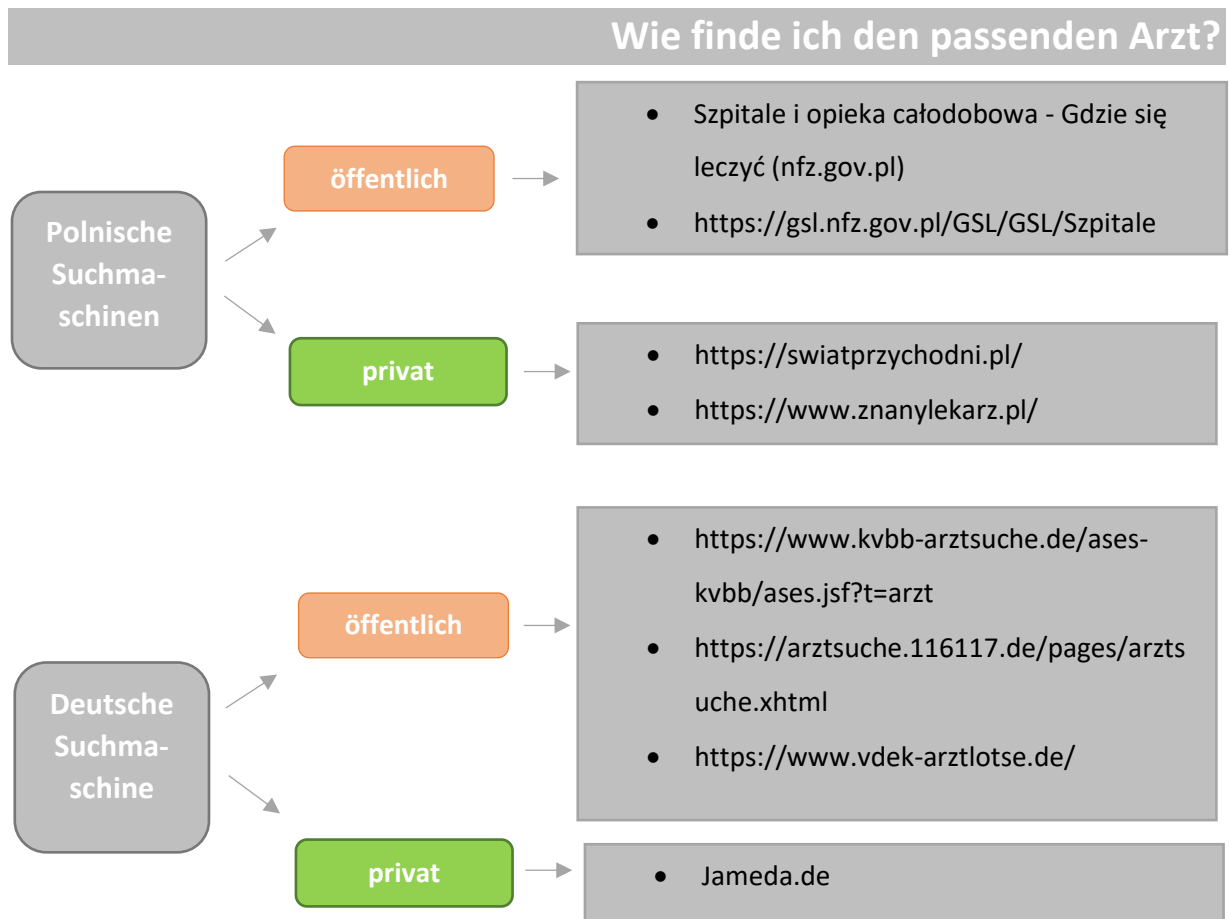 Wie finde ich den passenden Arzt?
Polnische
Suchma-
schinen
öffentlich
• Szpitale i opieka całodobowa - Gdzie się
leczyć (nfz.gov.pl)
• https://gsl.nfz.gov.pl/GSL/GSL/Szpitale
privat
• https://swiatprzychodni.pl/
• https://www.znanylekarz.pl/
Deutsche
Suchma-
schine
öffentlich
• https://www.kvbb-arztsuche.de/ases-
kvbb/ases.jsf?t=arzt
• https://arztsuche.116117.de/pages/arzts
uche.xhtml
• https://www.vdek-arztlotse.de/
privat
• Jameda.de